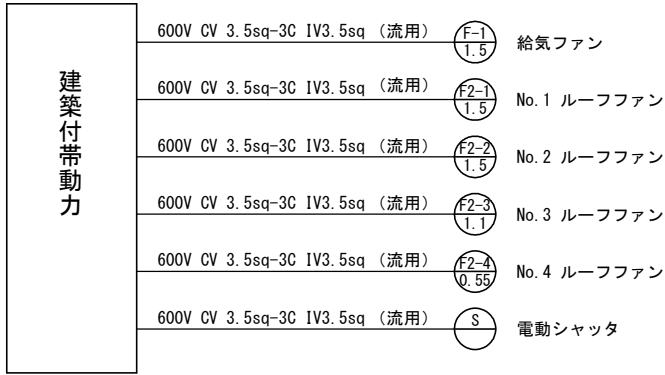 建築付帯動力
600V CV 3.5sq-3C IV3.5sq (流用)
F-1
1.5
給気ファン
600V CV 3.5sq-3C IV3.5sq (流用)
F2-1
1.5
No.1 ルーフファン
600V CV 3.5sq-3C IV3.5sq (流用)
F2-2
1.5
No.2 ルーフファン
600V CV 3.5sq-3C IV3.5sq (流用)
F2-3
1.1
No.3 ルーフファン
600V CV 3.5sq-3C IV3.5sq (流用)
F2-4
0.55
No.4 ルーフファン
600V CV 3.5sq-3C IV3.5sq (流用)
S
電動シャッタ